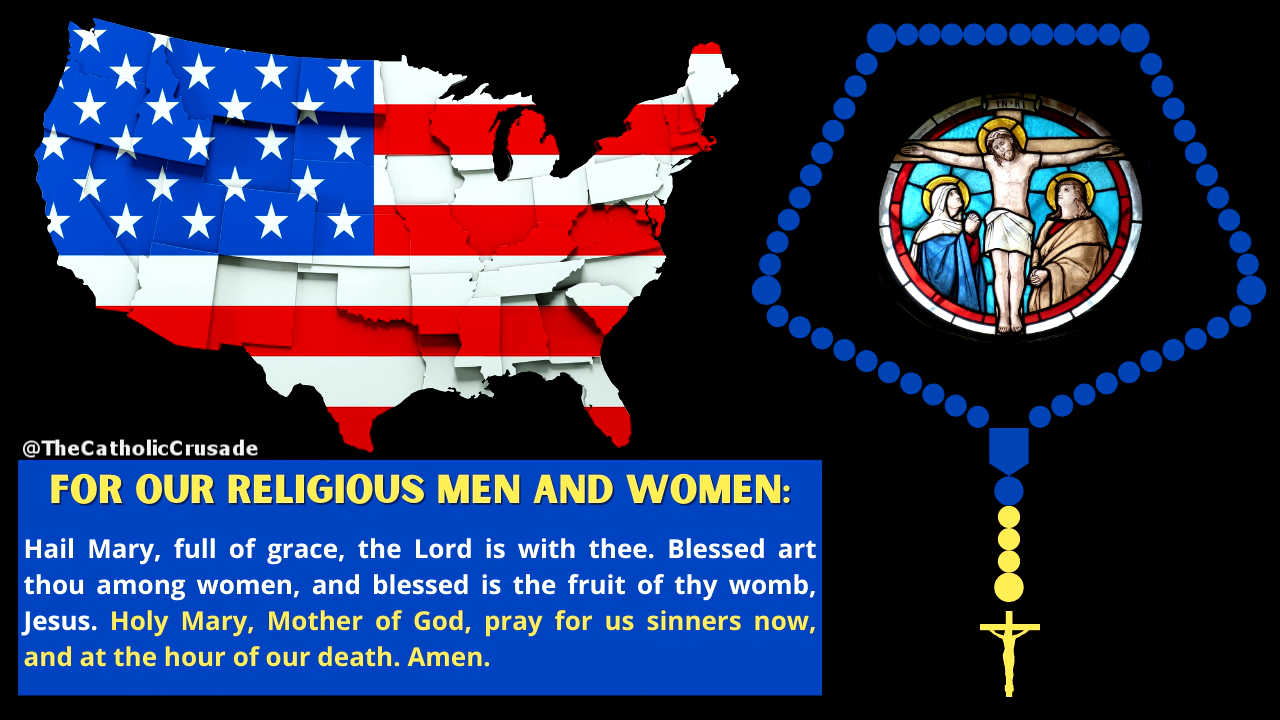 IN·RI
@TheCatholicCrusade
FOR OUR RELIGIOUS MEN AND WOMEN:
Hail Mary, full of grace, the Lord is with thee. Blessed art
thou among women, and blessed is the fruit of thy womb,
Jesus. Holy Mary, Mother of God, pray for us sinners now,
and at the hour of our death. Amen.